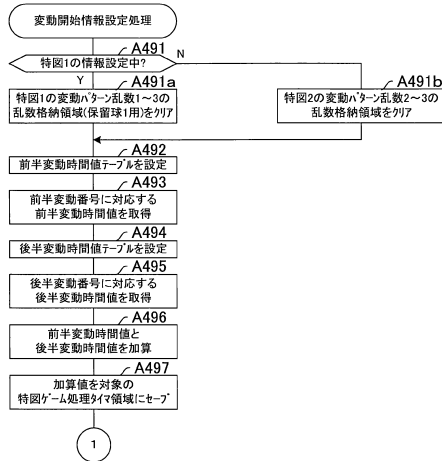 変動開始情報設定処理
A491
特図1の情報設定中?
N
Y
A491a
特図1の変動パターン乱数1~3の
乱数格納領域(保留球1用)をクリア
A491b
特図2の変動パターン乱数2~3の
乱数格納領域をクリア
A492
前半変動時間値テーブルを設定
A493
前半変動番号に対応する
前半変動時間値を取得
A494
後半変動時間値テーブルを設定
A495
後半変動番号に対応する
後半変動時間値を取得
A496
前半変動時間値と
後半変動時間値を加算
A497
加算値を対象の
特図ゲーム処理タイマ領域にセーブ
1